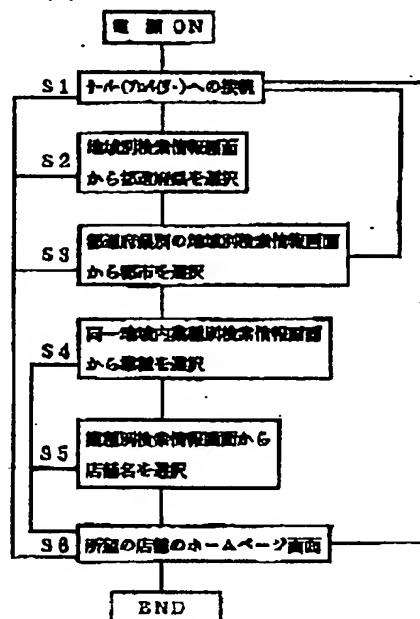 電源ON
S1 サーバー(プロバイダー)への接続
S2 地域別検索情報画面
から都道府県を選択
S3 都道府県別の地域別検索情報画面
から都市を選択
S4 同一地域内業種別検索情報画面
から業種を選択
S5 業種別検索情報画面から
店舗名を選択
S6 所望の店舗のホームページ画面
END